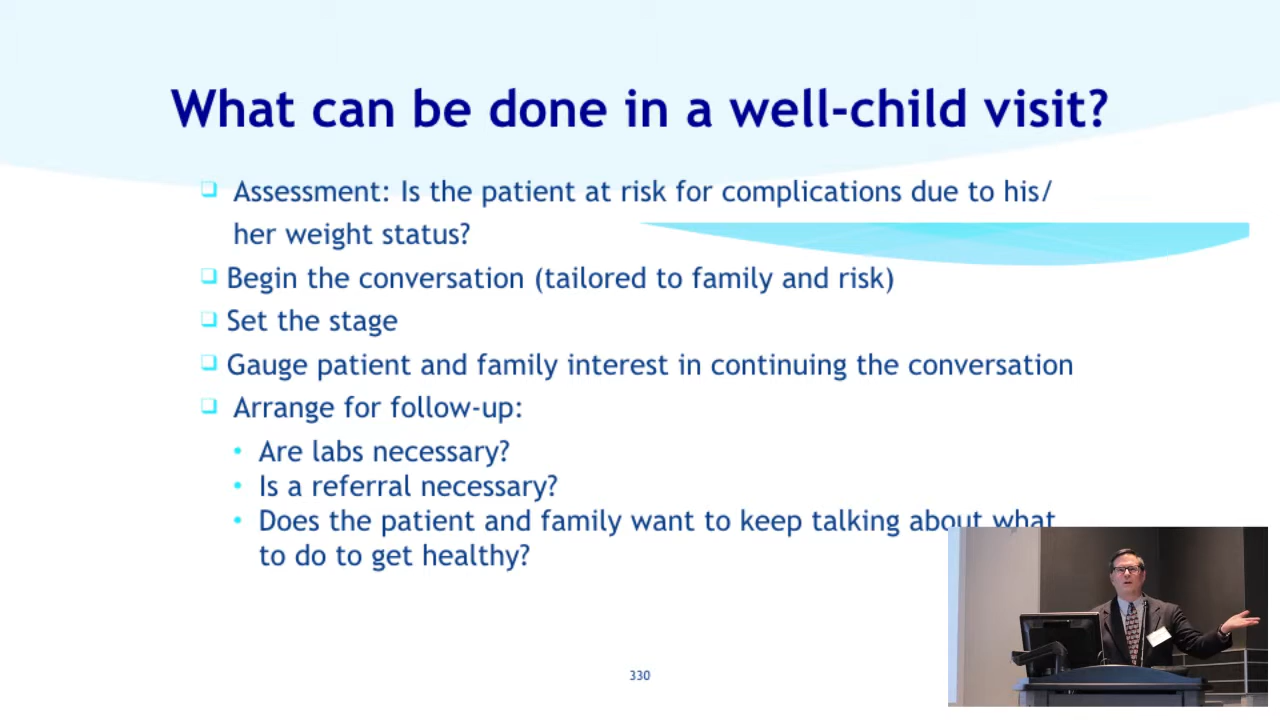 What can be done in a well-child visit?
Assessment: Is the patient at risk for complications due to his/
her weight status?
Begin the conversation (tailored to family and risk)
Set the stage
Gauge patient and family interest in continuing the conversation
Arrange for follow-up:
Are labs necessary?
Is a referral necessary?
Does the patient and family want to keep talking about what
to do to get healthy?
330